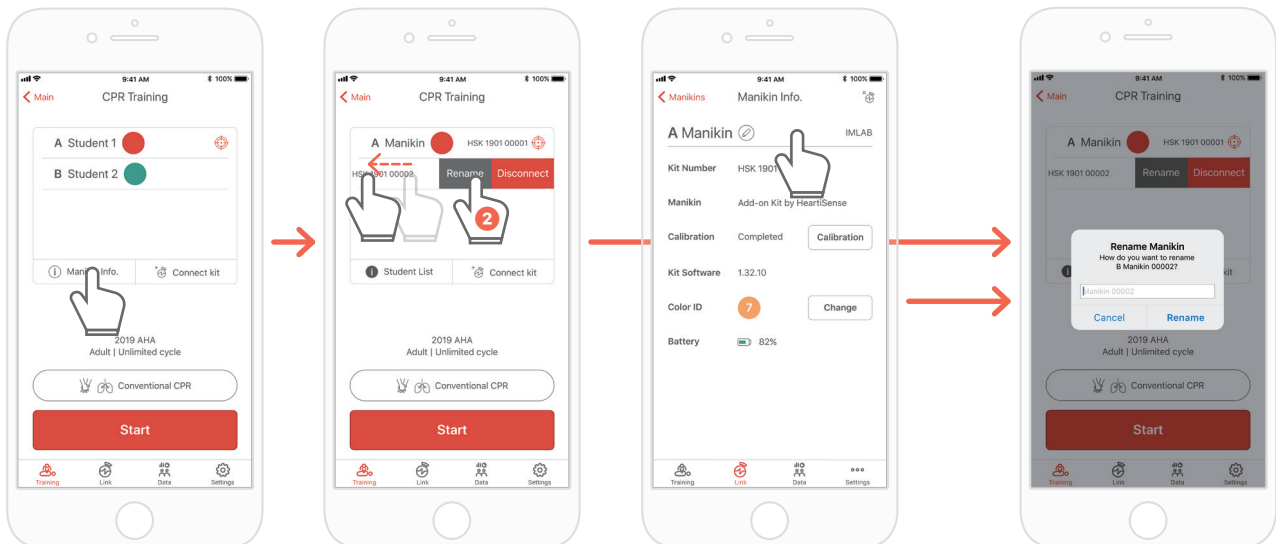 9:41 AM 100%
Main CPR Training
A Student 1
B Student 2
Connect kit
2019 AHA
Adult | Unlimited cycle
Conventional CPR
Start
Training Link Data Settings
9:41 AM 100%
Main CPR Training
A Manikin HSK 1901 00001
HSK 1901 00002 Rename Disconnect
2
Student List Connect kit
2019 AHA
Adult | Unlimited cycle
Conventional CPR
Start
Training Link Data Settings
9:41 AM 100%
Manikins Manikin Info.
A Manikin IMLAB
Kit Number HSK 1901
Manikin Add-on Kit by HeartiSense
Calibration Completed Calibration
Kit Software 1.32.10
Color ID 7 Change
Battery 82%
Training Link Data Settings
9:41 AM 100%
Main CPR Training
A Manikin HSK 1901 00001
HSK 1901 00002 Rename Disconnect
Rename Manikin
How do you want to rename
B Manikin 00002?
Manikin 00002
Cancel Rename
kit
2019 AHA
Adult | Unlimited cycle
Conventional CPR
Start
Training Link Data Settings